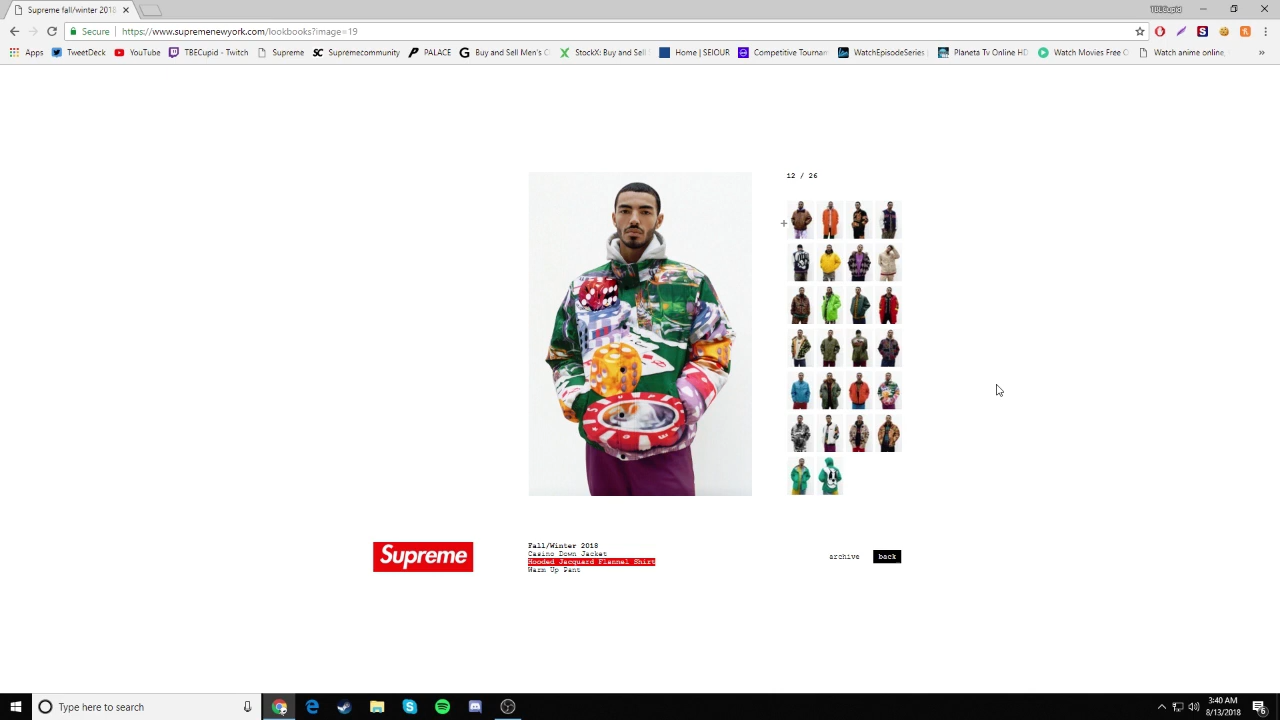 Supreme fall/winter 2018
Secure
https://www.supremenewyork.com/lookbooks?image=19
Apps
TweetDeck
YouTube
TBECupid - Twitch
Supreme
Supremecommunity
PALACE
Buy and Sell Men's C
StockX: Buy and Sell
Home | SEIGUR
Competitive Tournam
WatchEpisodeSeries
Planeta Tv Online HD
Watch Movies Free O
Watch anime online,
12 / 26
Supreme
Fall/Winter 2018
Casino Down Jacket
Hooded Jacquard Flannel Shirt
Warm Up Pant
archive
back
Type here to search
3:40 AM
8/13/2018